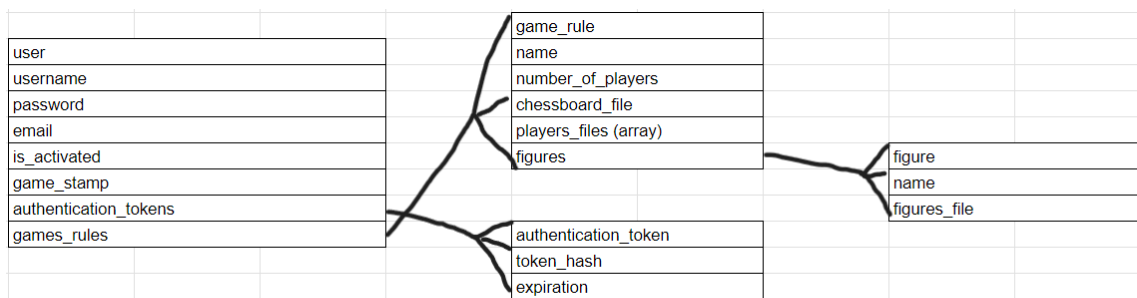 user
username
password
email
is_activated
game_stamp
authentication_tokens
games_rules
game_rule
name
number_of_players
chessboard_file
players_files (array)
figures
authentication_token
token_hash
expiration
figure
name
figures_file